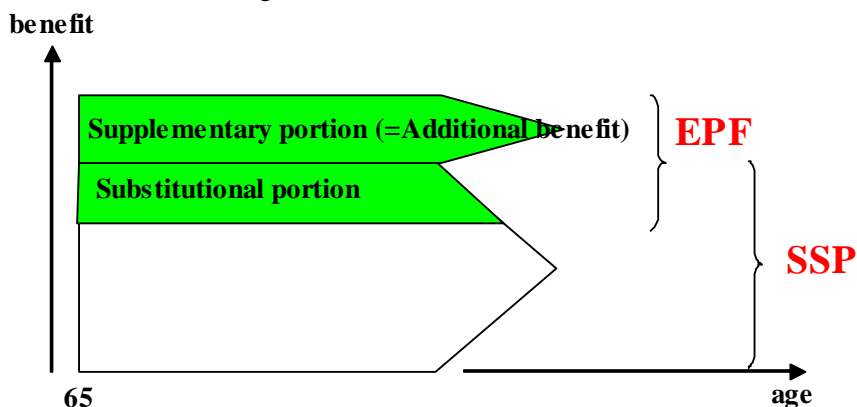 benefit
Supplementary portion (=Additional benefit)
EPF
Substitutional portion
SSP
65
age